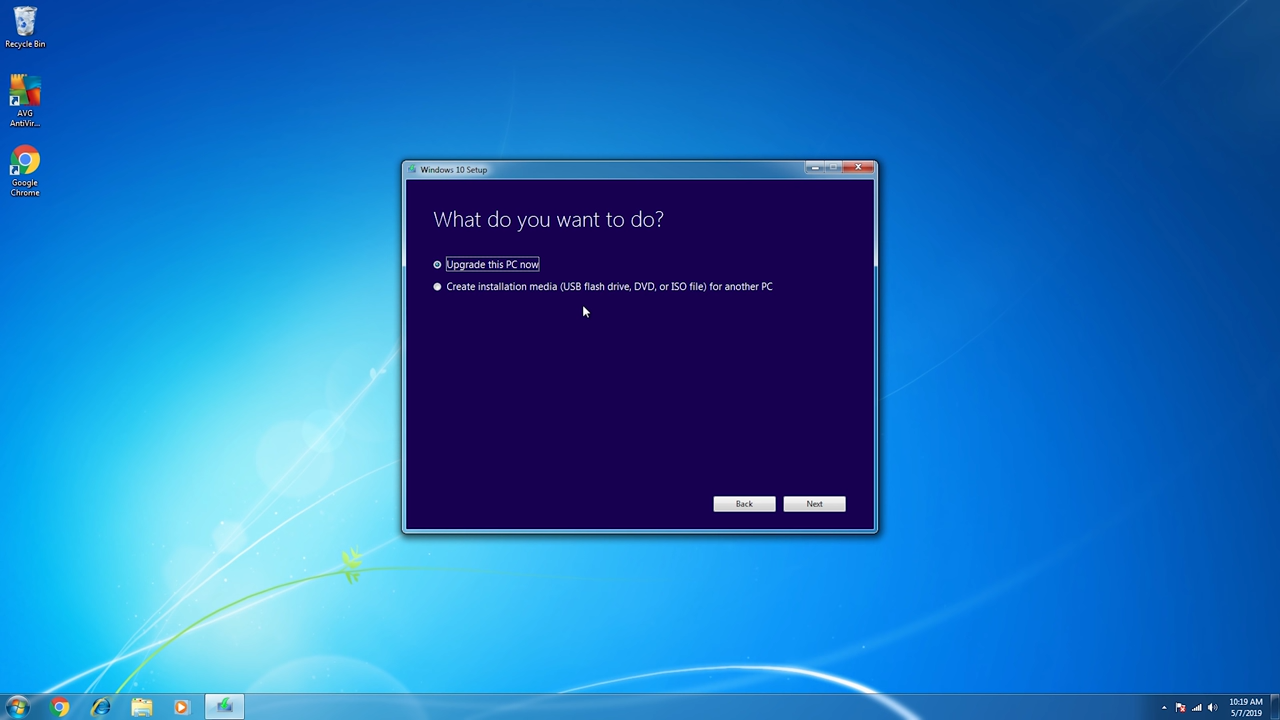 Recycle Bin
AVG
AntiVir...
Google
Chrome
Windows 10 Setup
What do you want to do?
Upgrade this PC now
Create installation media (USB flash drive, DVD, or ISO file) for another PC
Back
Next
10:19 AM
5/7/2019